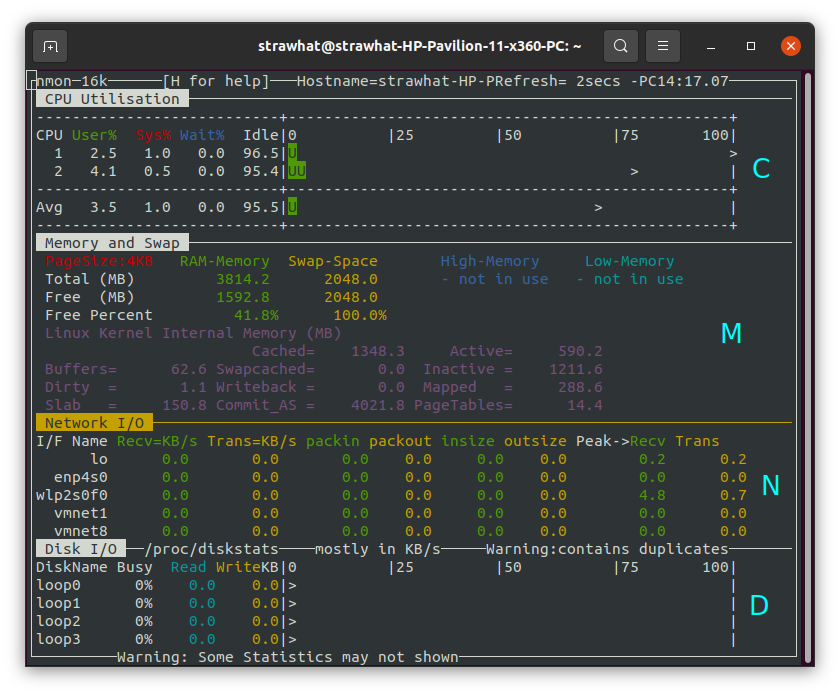 strawhat@strawhat-HP-Pavilion-11-x360-PC: ~
nmon─16k──────[H for help]───Hostname=strawhat-HP-PRefresh= 2secs ─PC14:17.07─
CPU Utilisation
---------------------------+-------------------------------------------------+
CPU User% Sys% Wait% Idle|0 |25 |50 |75 100|
1 2.5 1.0 0.0 96.5|U >
2 4.1 0.5 0.0 95.4|UU > |
---------------------------+-------------------------------------------------+
Avg 3.5 1.0 0.0 95.5|U > |
---------------------------+-------------------------------------------------+
C
Memory and Swap
PageSize:4KB RAM-Memory Swap-Space High-Memory Low-Memory
Total (MB) 3814.2 2048.0 - not in use - not in use
Free (MB) 1592.8 2048.0
Free Percent 41.8% 100.0%
Linux Kernel Internal Memory (MB)
Cached= 1348.3 Active= 590.2
Buffers= 62.6 Swapcached= 0.0 Inactive = 1211.6
Dirty = 1.1 Writeback = 0.0 Mapped = 288.6
Slab = 150.8 Commit_AS = 4021.8 PageTables= 14.4
M
Network I/O
I/F Name Recv=KB/s Trans=KB/s packin packout insize outsize Peak->Recv Trans
lo 0.0 0.0 0.0 0.0 0.0 0.0 0.2 0.2
enp4s0 0.0 0.0 0.0 0.0 0.0 0.0 0.0 0.0
wlp2s0f0 0.0 0.0 0.0 0.0 0.0 0.0 4.8 0.7
vmnet1 0.0 0.0 0.0 0.0 0.0 0.0 0.0 0.0
vmnet8 0.0 0.0 0.0 0.0 0.0 0.0 0.0 0.0
N
Disk I/O ──/proc/diskstats────mostly in KB/s─────Warning:contains duplicates
DiskName Busy Read WriteKB|0 |25 |50 |75 100|
loop0 0% 0.0 0.0|> |
loop1 0% 0.0 0.0|> |
loop2 0% 0.0 0.0|> |
loop3 0% 0.0 0.0|> |
D
Warning: Some Statistics may not shown